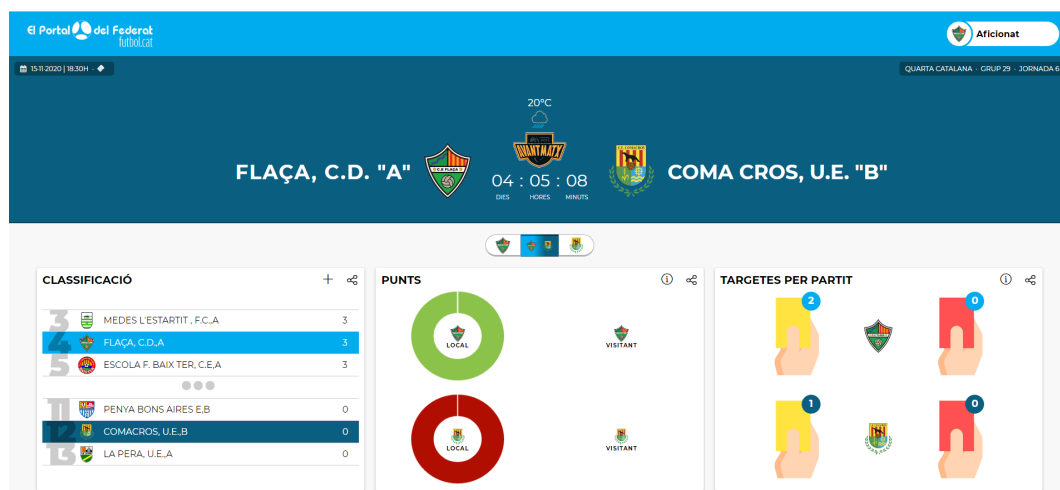 El Portal del Federat
futbol.cat
Aficionat
15-11-2020 | 18:30H -
QUARTA CATALANA - GRUP 29 - JORNADA 6
20ºC
AVANTMATX
FLAÇA, C.D. "A"
COMA CROS, U.E. "B"
04 : 05 : 08
DIES HORES MINUTS
CLASSIFICACIÓ
3 MEDES L'ESTARTIT , F.C.,A 3
4 FLAÇA, C.D.,A 3
5 ESCOLA F. BAIX TER, C.E,A 3
11 PENYA BONS AIRES E,B 0
12 COMACROS, U.E.,B 0
13 LA PERA, U.E.,A 0
PUNTS
LOCAL
VISITANT
LOCAL
VISITANT
TARGETES PER PARTIT
2
0
1
0